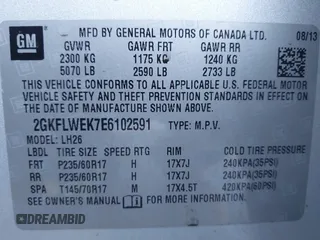 GM MFD BY GENERAL MOTORS OF CANADA LTD. 08/13
GVWR GAWR FRT GAWR RR
2300 KG 1175 KG 1240 KG
5070 LB 2590 LB 2733 LB
THIS VEHICLE CONFORMS TO ALL APPLICABLE U.S. FEDERAL
MOTOR VEHICLE SAFETY AND THEFT PREVENTION
STANDARDS IN EFFECT ON THE
DATE OF MANUFACTURE SHOWN ABOVE.
2GKFLWEK7E6102591 TYPE: M.P.V.
MODEL: LH26
LBDL TIRE SIZE SPEED RTG RIM COLD TIRE PRESSURE
FRT P235/60R17 H 17X7J 240KPA(35PSI)
RR P235/60R17 H 17X7J 240KPA(35PSI)
SPA T145/70R17 M 17X4.5T 420KPA(60PSI)
SEE OWNER'S MANUAL FOR MORE INFORMATION.
DREAMBID